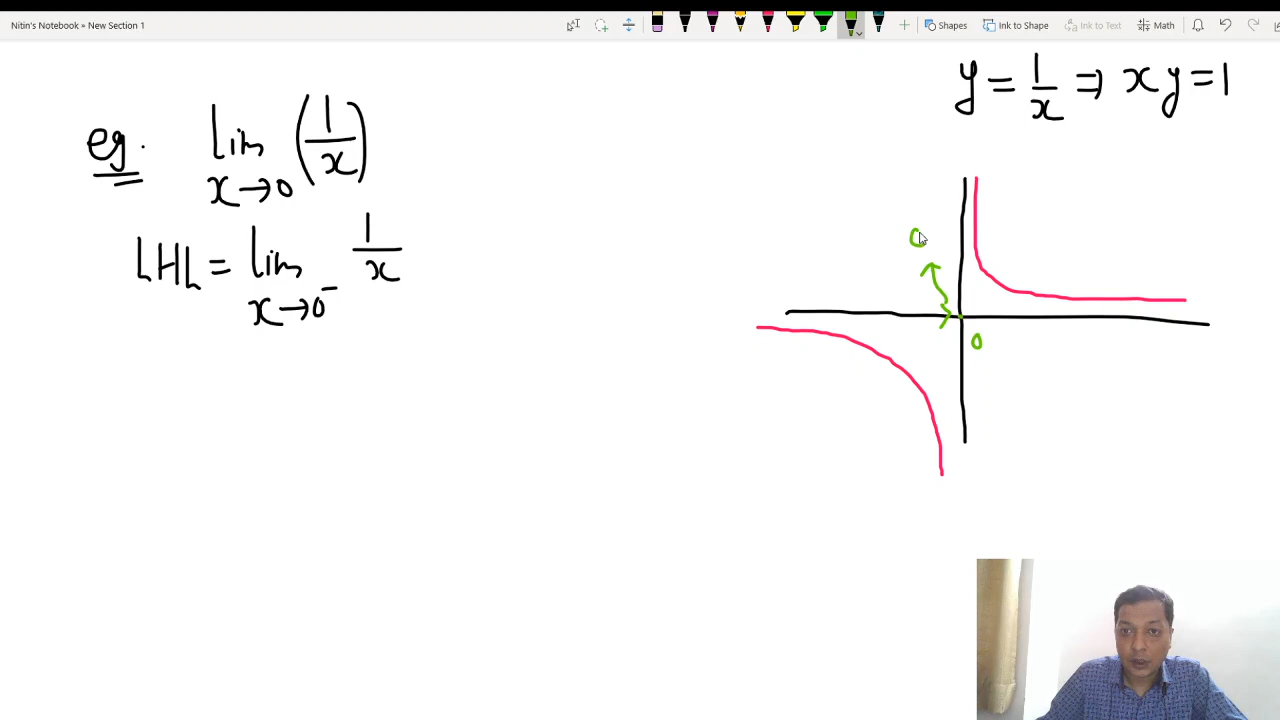 Nitin's Notebook » New Section 1
Shapes Ink to Shape Ink to Text Math
y = 1/x ⇒ xy = 1
eg. lim x→0 (1/x)
LHL = lim x→0⁻ 1/x
0
0